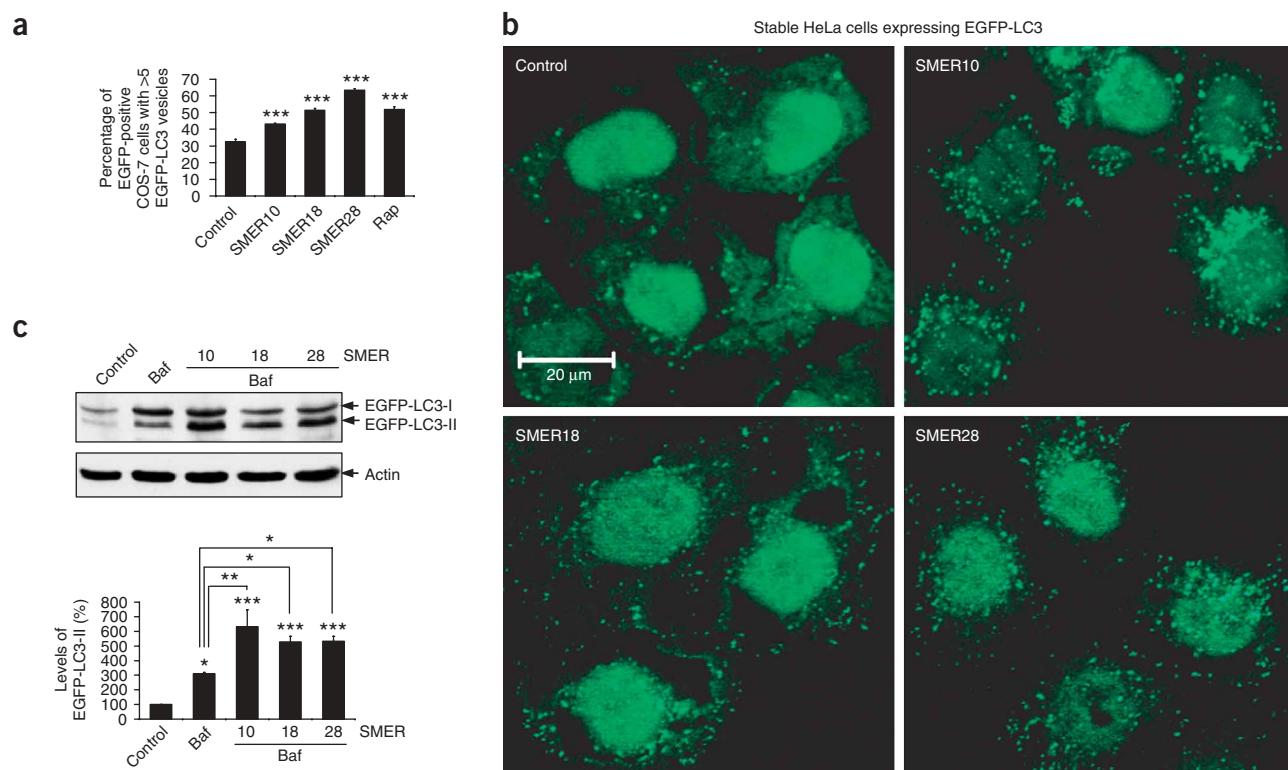 a
Percentage of
EGFP-positive
COS-7 cells with >5
EGFP-LC3 vesicles
70
60
50
40
30
20
10
0
***
***
***
***
Control
SMER10
SMER18
SMER28
Rap
b
Stable HeLa cells expressing EGFP-LC3
Control
SMER10
20 μm
SMER18
SMER28
c
Control
Baf
10 18 28 SMER
Baf
EGFP-LC3-I
EGFP-LC3-II
Actin
Levels of
EGFP-LC3-II (%)
800
700
600
500
400
300
200
100
0
*
*
**
*
***
***
***
Control
Baf
10 18 28 SMER
Baf